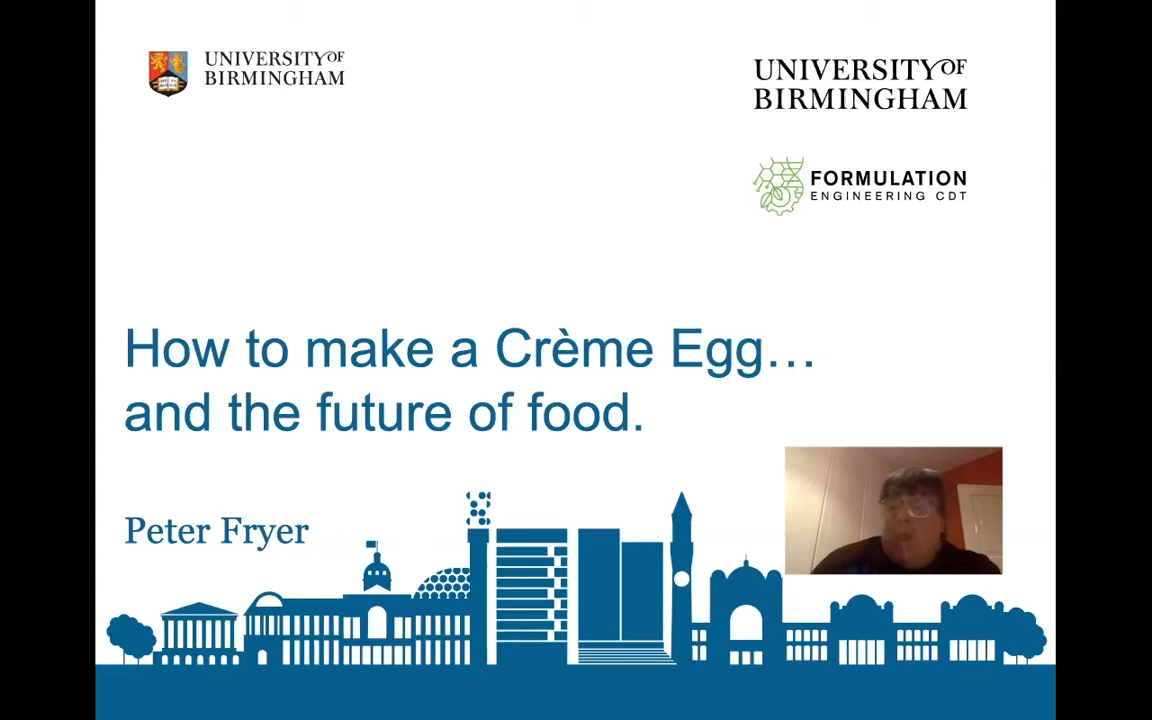 UNIVERSITY OF
BIRMINGHAM
UNIVERSITY OF
BIRMINGHAM
FORMULATION
ENGINEERING CDT
How to make a Crème Egg…
and the future of food.
Peter Fryer